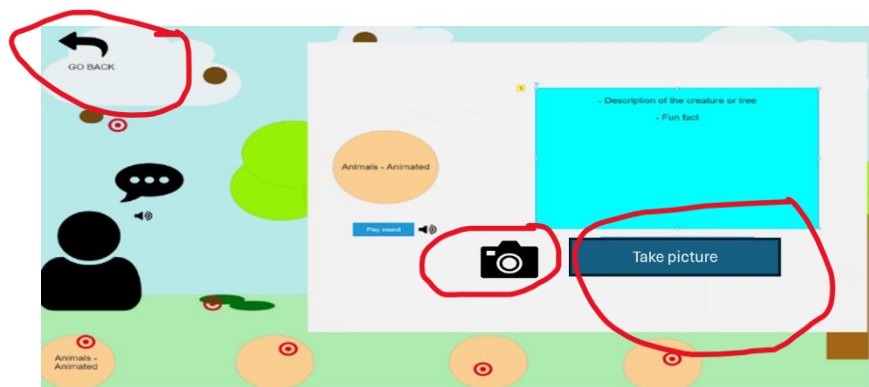 GO BACK
- Description of the creature or tree
- Fun fact
Animals - Animated
Play sound
Take picture
Animals -
Animated